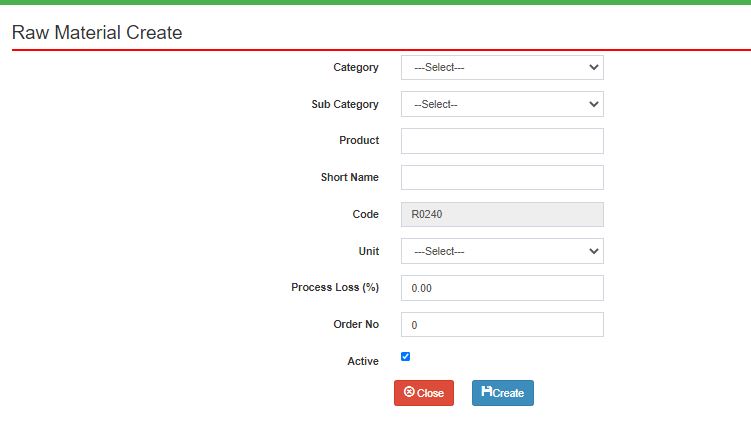 Raw Material Create
Category ---Select---
Sub Category --Select--
Product
Short Name
Code R0240
Unit ---Select---
Process Loss (%) 0.00
Order No 0
Active
Close Create